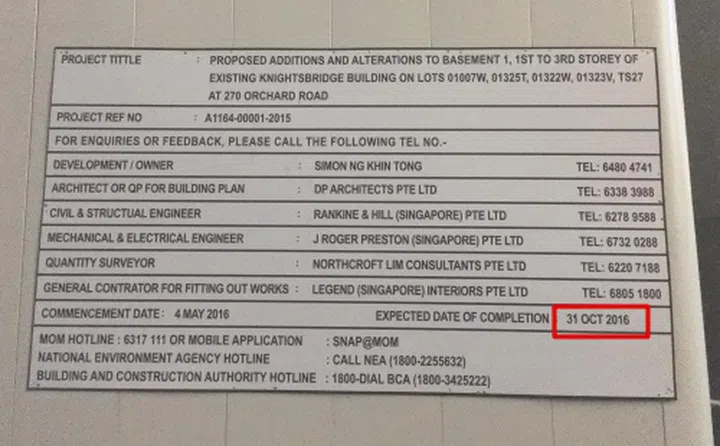 PROJECT TITTLE : PROPOSED ADDITIONS AND ALTERATIONS TO BASEMENT 1, 1ST TO 3RD STOREY OF
EXISTING KNIGHTSBRIDGE BUILDING ON LOTS 01007W, 01325T, 01322W, 01323V, TS27
AT 270 ORCHARD ROAD
PROJECT REF NO : A1164-00001-2015
FOR ENQUIRIES OR FEEDBACK, PLEASE CALL THE FOLLOWING TEL NO.-
DEVELOPMENT / OWNER : SIMON NG KHIN TONG TEL: 6480 4741
ARCHITECT OR QP FOR BUILDING PLAN : DP ARCHITECTS PTE LTD TEL: 6338 3988
CIVIL & STRUCTUAL ENGINEER : RANKINE & HILL (SINGAPORE) PTE LTD TEL: 6278 9588
MECHANICAL & ELECTRICAL ENGINEER : J ROGER PRESTON (SINGAPORE) PTE LTD TEL: 6732 0288
QUANTITY SURVEYOR : NORTHCROFT LIM CONSULTANTS PTE LTD TEL: 6220 7188
GENERAL CONTRATOR FOR FITTING OUT WORKS : LEGEND (SINGAPORE) INTERIORS PTE LTD TEL: 6805 1800
COMMENCEMENT DATE : 4 MAY 2016 EXPECTED DATE OF COMPLETION 31 OCT 2016
MOM HOTLINE : 6317 111 OR MOBILE APPLICATION : SNAP@MOM
NATIONAL ENVIRONMENT AGENCY HOTLINE : CALL NEA (1800-2255632)
BUILDING AND CONSTRUCTION AUTHORITY HOTLINE : 1800-DIAL BCA (1800-3425222)